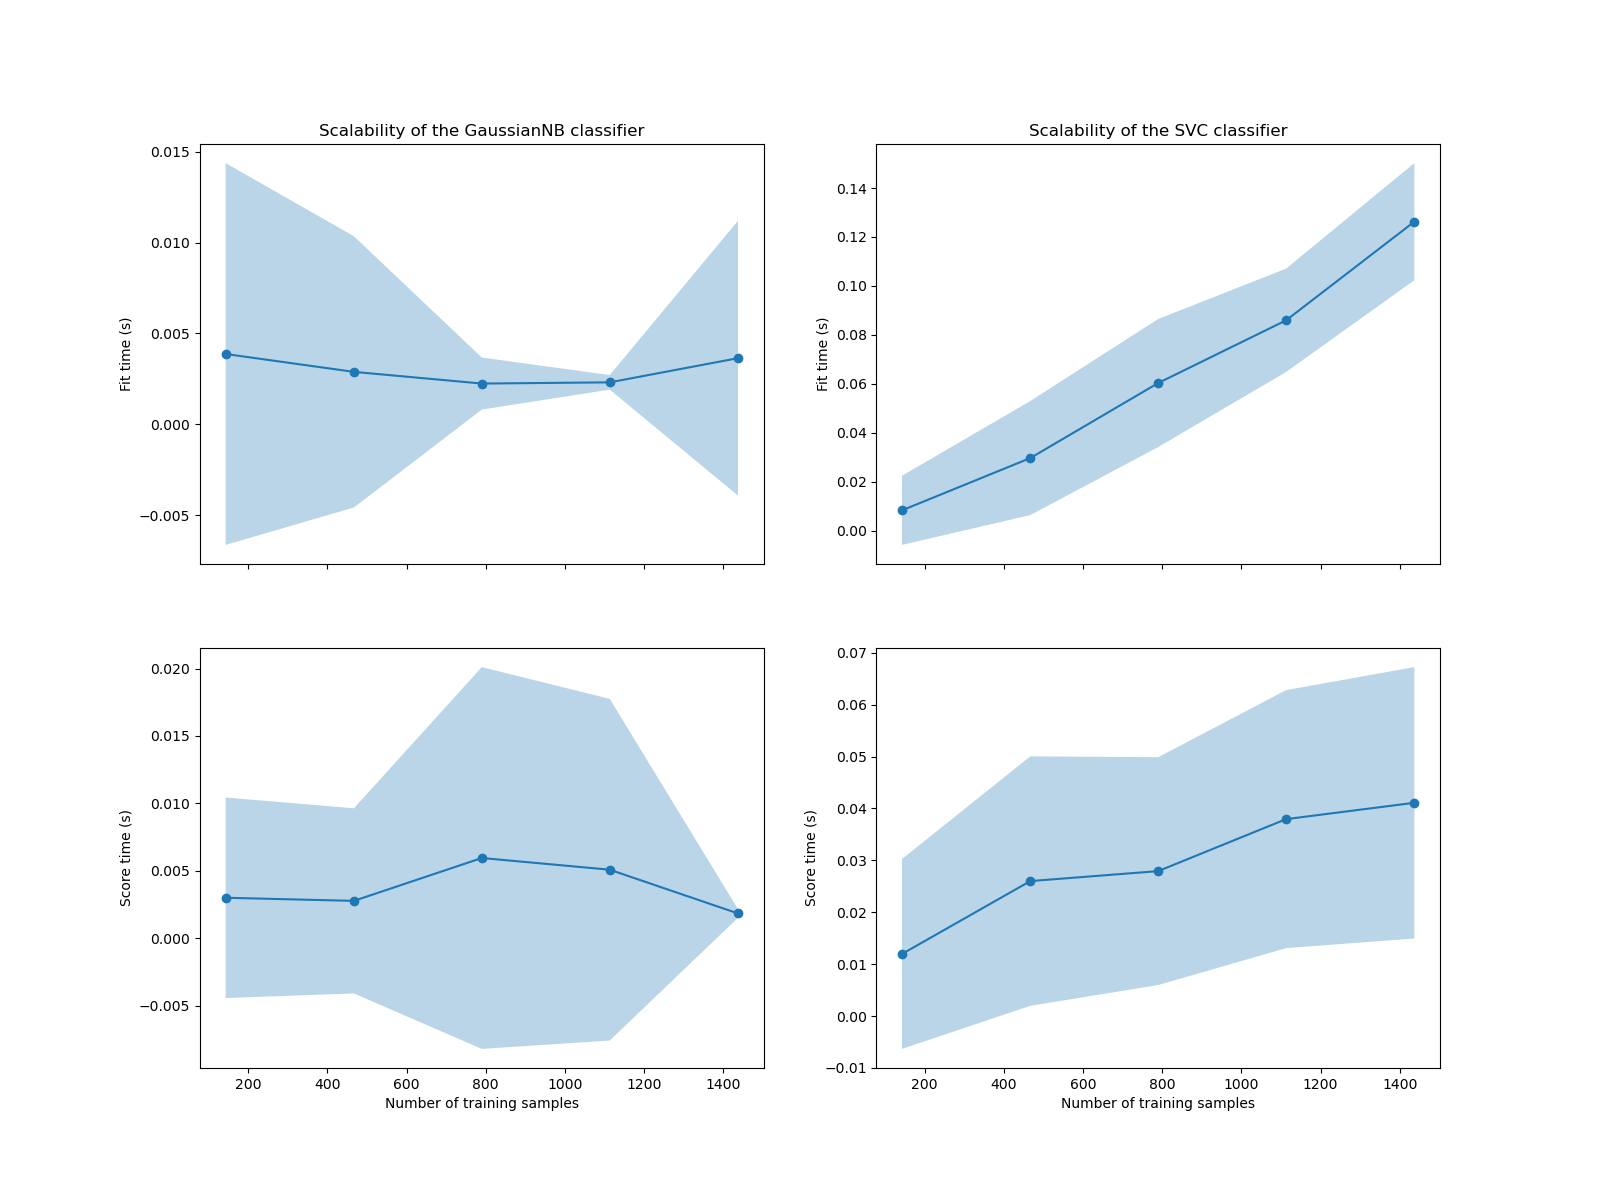 Scalability of the GaussianNB classifier
0.015
0.010
0.005
0.000
−0.005
Fit time (s)
Scalability of the SVC classifier
0.14
0.12
0.10
0.08
0.06
0.04
0.02
0.00
Fit time (s)
0.020
0.015
0.010
0.005
0.000
−0.005
Score time (s)
200 400 600 800 1000 1200 1400
Number of training samples
0.07
0.06
0.05
0.04
0.03
0.02
0.01
0.00
−0.01
Score time (s)
200 400 600 800 1000 1200 1400
Number of training samples